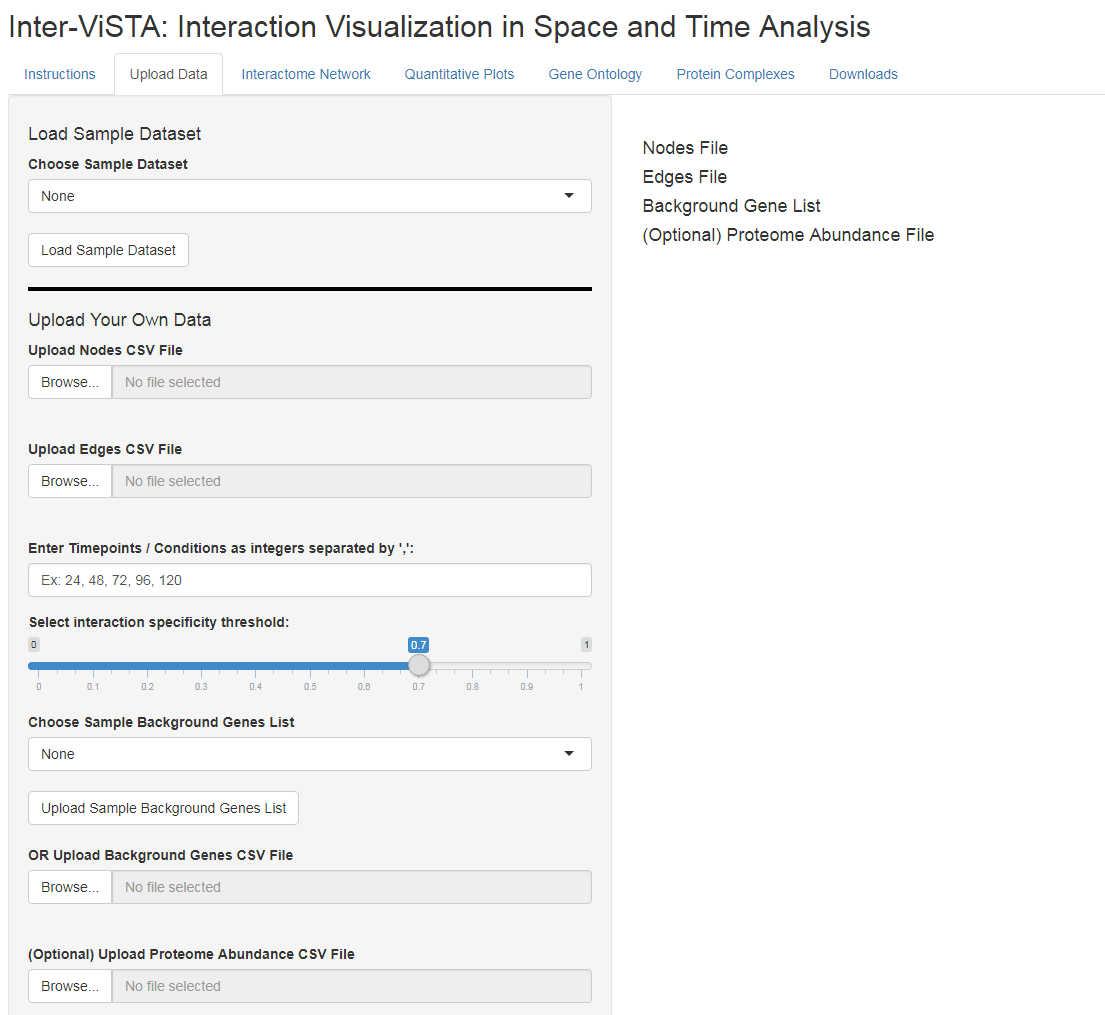 Inter-ViSTA: Interaction Visualization in Space and Time Analysis
Instructions Upload Data Interactome Network Quantitative Plots Gene Ontology Protein Complexes Downloads
Load Sample Dataset
Choose Sample Dataset
None
Load Sample Dataset
Upload Your Own Data
Upload Nodes CSV File
Browse... No file selected
Upload Edges CSV File
Browse... No file selected
Enter Timepoints / Conditions as integers separated by ',':
Ex: 24, 48, 72, 96, 120
Select interaction specificity threshold:
0 0.7 1
0 0.1 0.2 0.3 0.4 0.5 0.6 0.7 0.8 0.9 1
Choose Sample Background Genes List
None
Upload Sample Background Genes List
OR Upload Background Genes CSV File
Browse... No file selected
(Optional) Upload Proteome Abundance CSV File
Browse... No file selected
Nodes File
Edges File
Background Gene List
(Optional) Proteome Abundance File